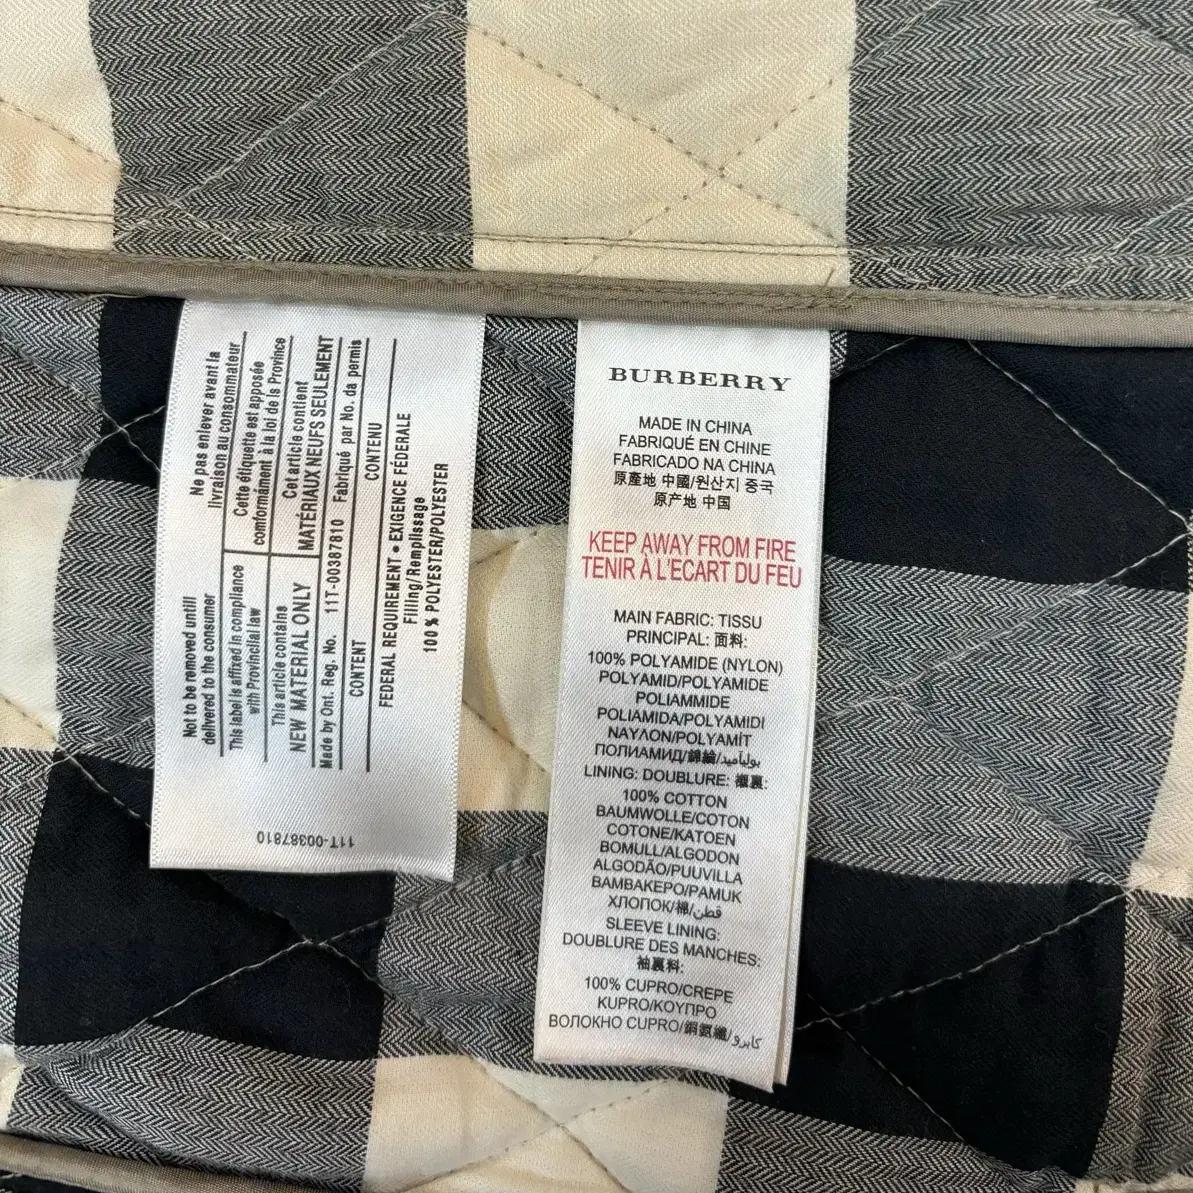 Ne pas enlever avant la
livraison au consommateur
Cette étiquette est apposée
comformámént à la loi de la Province
Cet article contient
MATÉRIAUX NEUFS SEULEMENT
Fabriqué par No. da permis
CONTENU
Not to be removed untill
delivered to the consumer
This label is affixed in compliance
with Provincilal law
This article contains
NEW MATERIAL ONLY
Made by Ont. Reg. No. 11T-00387810
CONTENT
FEDERAL REQUIREMENT • EXIGENCE FÉDERALE
Filling/Remplissage
100% POLYESTER/POLYESTER
11T-00387810
BURBERRY
MADE IN CHINA
FABRIQUÉ EN CHINE
FABRICADO NA CHINA
原產地 中國/원산지 중국
原产地 中国
KEEP AWAY FROM FIRE
TENIR À L'ECART DU FEU
MAIN FABRIC: TISSU
PRINCIPAL: 面料:
100% POLYAMIDE (NYLON)
POLYAMID/POLYAMIDE
POLIAMMIDE
POLIAMIDA/POLYAMIDI
ΝΑΥΛΟΝ/POLYAMİT
ПОЛИАМИД/錦綸/بولياميد
LINING: DOUBLURE: 襯裏:
100% COTTON
BAUMWOLLE/COTON
COTONE/KATOEN
BOMULL/ALGODON
ALGODÃO/PUUVILLA
ΒΑΜΒΑΚΕΡΟ/PAMUK
ХЛОПОК/棉/قطن
SLEEVE LINING:
DOUBLURE DES MANCHES:
袖裏料:
100% CUPRO/CREPE
KUPRO/ΚΟΥΠΡΟ
ВОЛОКНО CUPRO/銅氨纖/كابرو